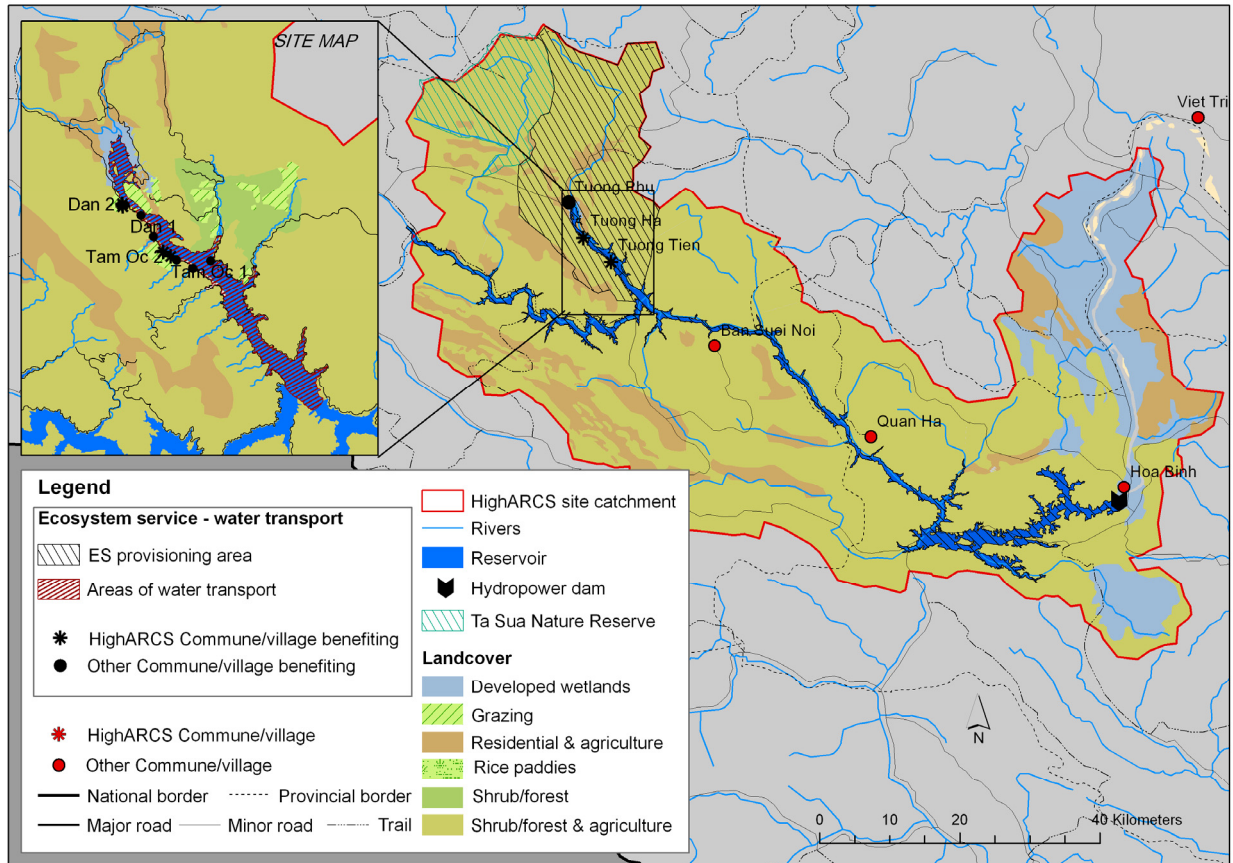 SITE MAP
Dan 2
Dan 1
Tam Oc 2
Tam Oc 1
Viet Tri
Tuong Phu
Tuong Ha
Tuong Tien
Ban Suoi Noi
Quan Ha
Hoa Binh
Legend
Ecosystem service - water transport
ES provisioning area
Areas of water transport
HighARCS Commune/village benefiting
Other Commune/village benefiting
HighARCS Commune/village
Other Commune/village
National border
Provincial border
Major road
Minor road
Trail
HighARCS site catchment
Rivers
Reservoir
Hydropower dam
Ta Sua Nature Reserve
Landcover
Developed wetlands
Grazing
Residential & agriculture
Rice paddies
Shrub/forest
Shrub/forest & agriculture
N
0 10 20 40 Kilometers